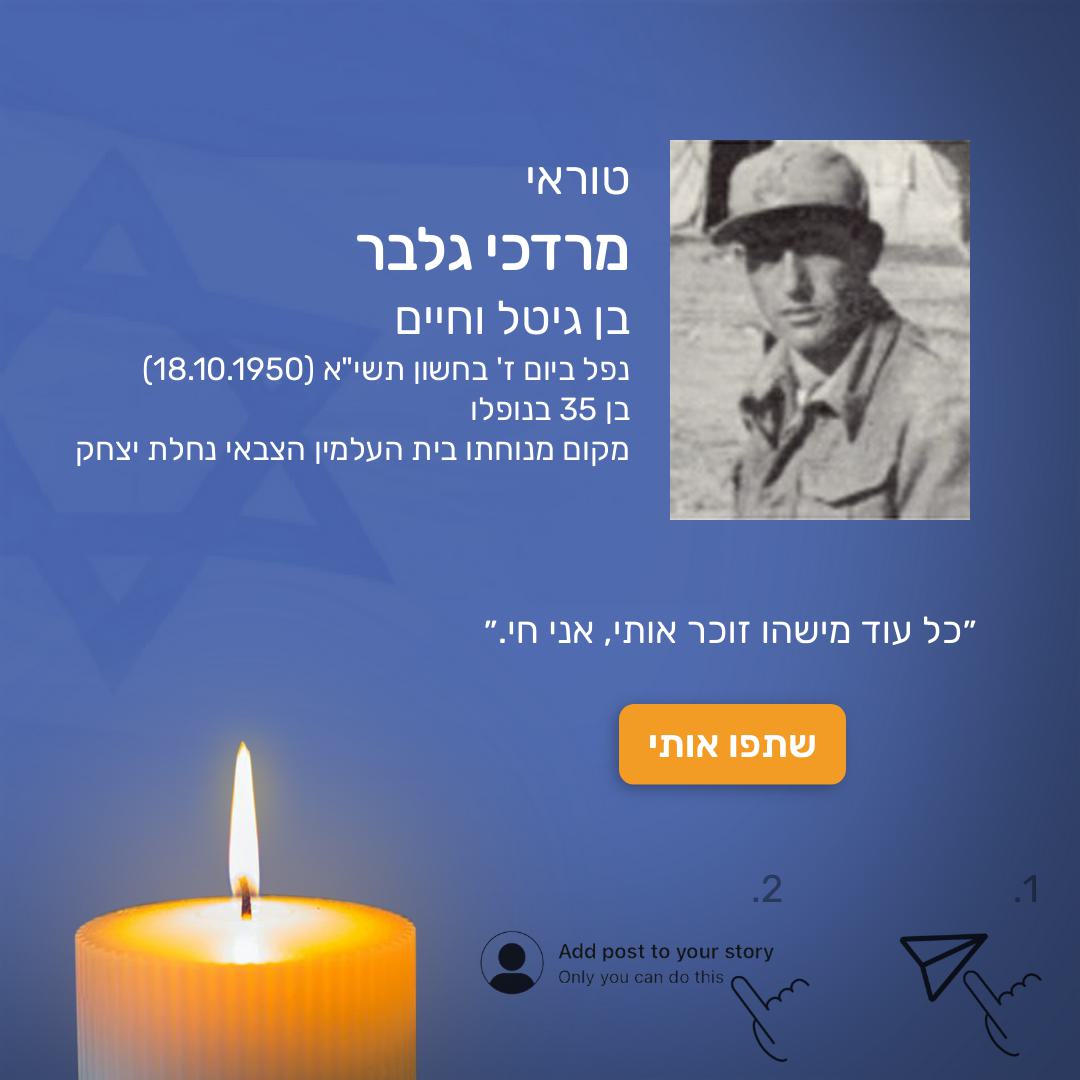 טוראי
מרדכי גלבר
בן גיטל וחיים
נפל ביום ז' בחשון תשי"א (18.10.1950)
בן 35 בנופלו
מקום מנוחתו בית העלמין הצבאי נחלת יצחק
״כל עוד מישהו זוכר אותי, אני חי.״
שתפו אותי
1.
2.
Add post to your story
Only you can do this